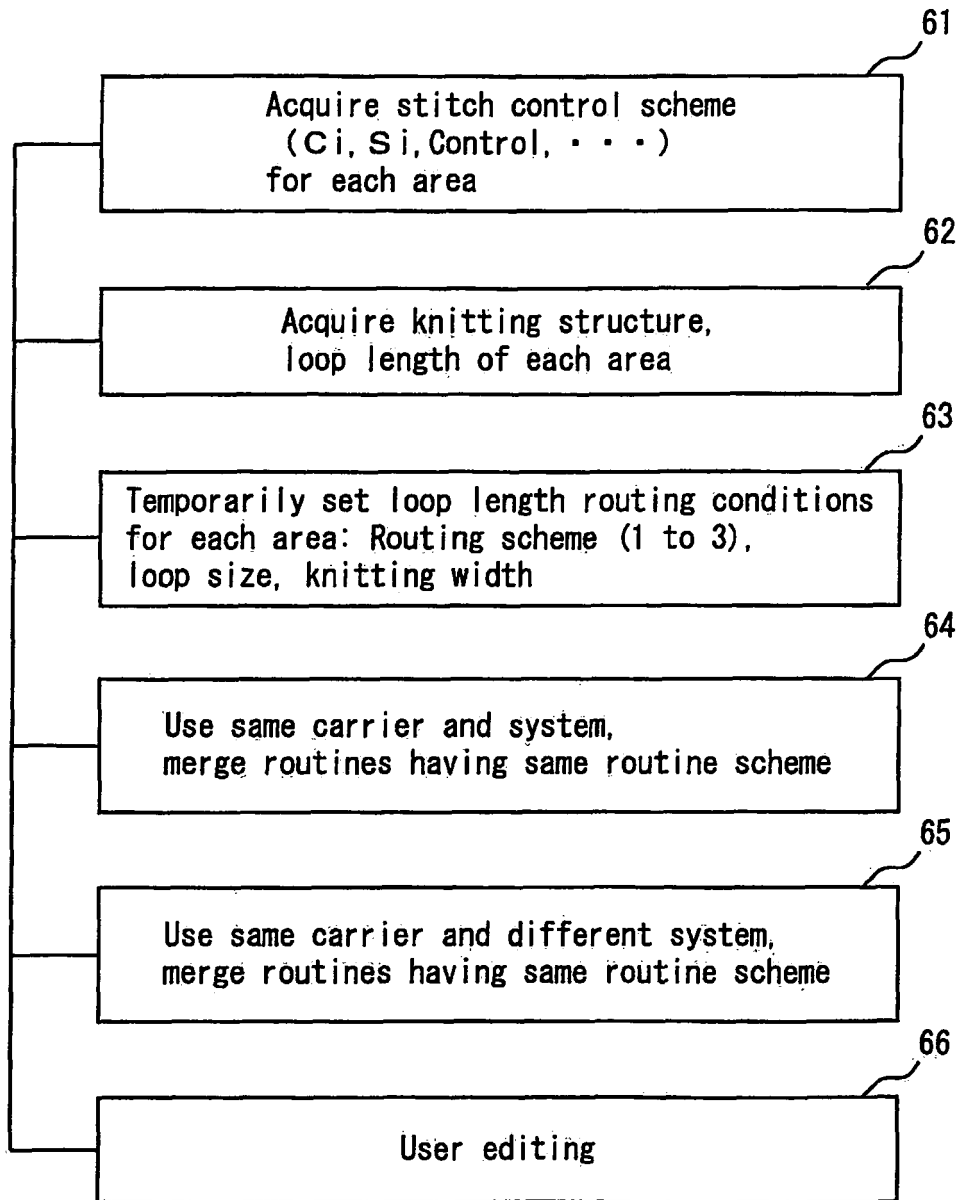 61
Acquire stitch control scheme
(Ci, Si, Control, ・・・)
for each area
62
Acquire knitting structure,
loop length of each area
63
Temporarily set loop length routing conditions
for each area: Routing scheme (1 to 3),
loop size, knitting width
64
Use same carrier and system,
merge routines having same routine scheme
65
Use same carrier and different system,
merge routines having same routine scheme
66
User editing